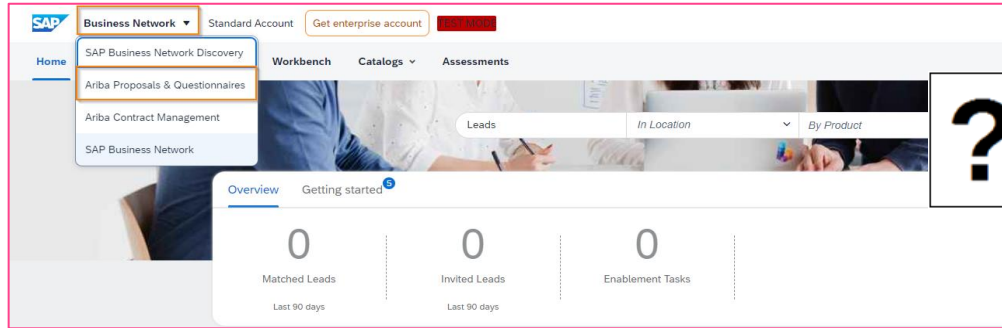 SAP Business Network ▼ Standard Account Get enterprise account TEST MODE
Home Workbench Catalogs Assessments
SAP Business Network Discovery
Ariba Proposals & Questionnaires
Ariba Contract Management
SAP Business Network
Leads In Location By Product
?
Overview Getting started 5
0 0 0
Matched Leads Invited Leads Enablement Tasks
Last 90 days Last 90 days